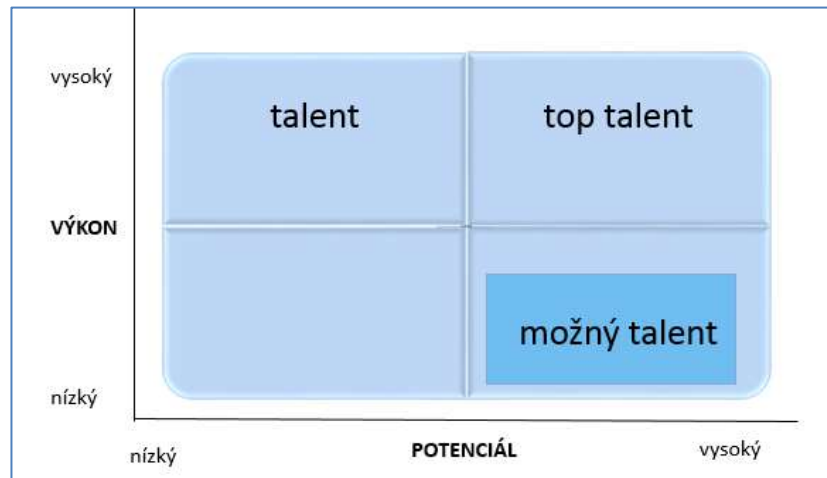 vysoký
talent
top talent
VÝKON
možný talent
nízký
nízký
POTENCIÁL
vysoký